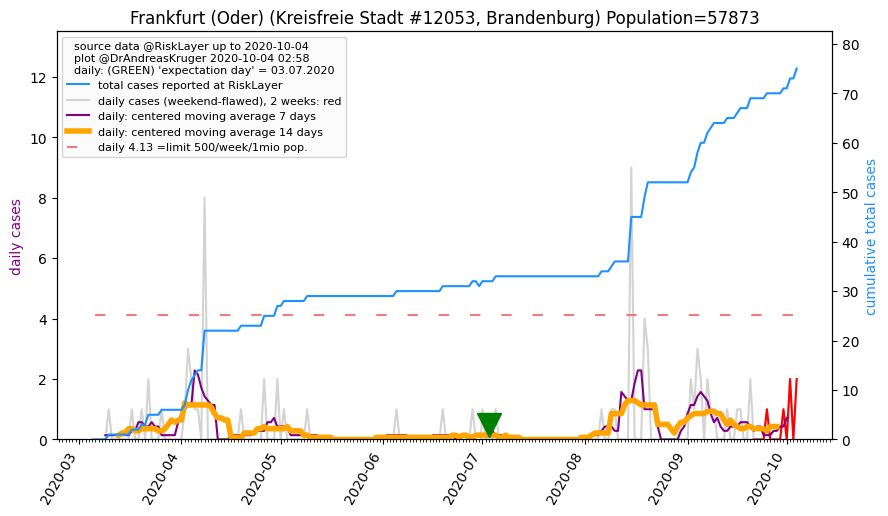 Frankfurt (Oder) (Kreisfreie Stadt #12053, Brandenburg) Population=57873
source data @RiskLayer up to 2020-10-04
plot @DrAndreasKruger 2020-10-04 02:58
daily: (GREEN) 'expectation day' = 03.07.2020
total cases reported at RiskLayer
daily cases (weekend-flawed), 2 weeks: red
daily: centered moving average 7 days
daily: centered moving average 14 days
daily 4.13 =limit 500/week/1mio pop.
daily cases
12
10
8
6
4
2
0
cumulative total cases
80
70
60
50
40
30
20
10
0
2020-03
2020-04
2020-05
2020-06
2020-07
2020-08
2020-09
2020-10